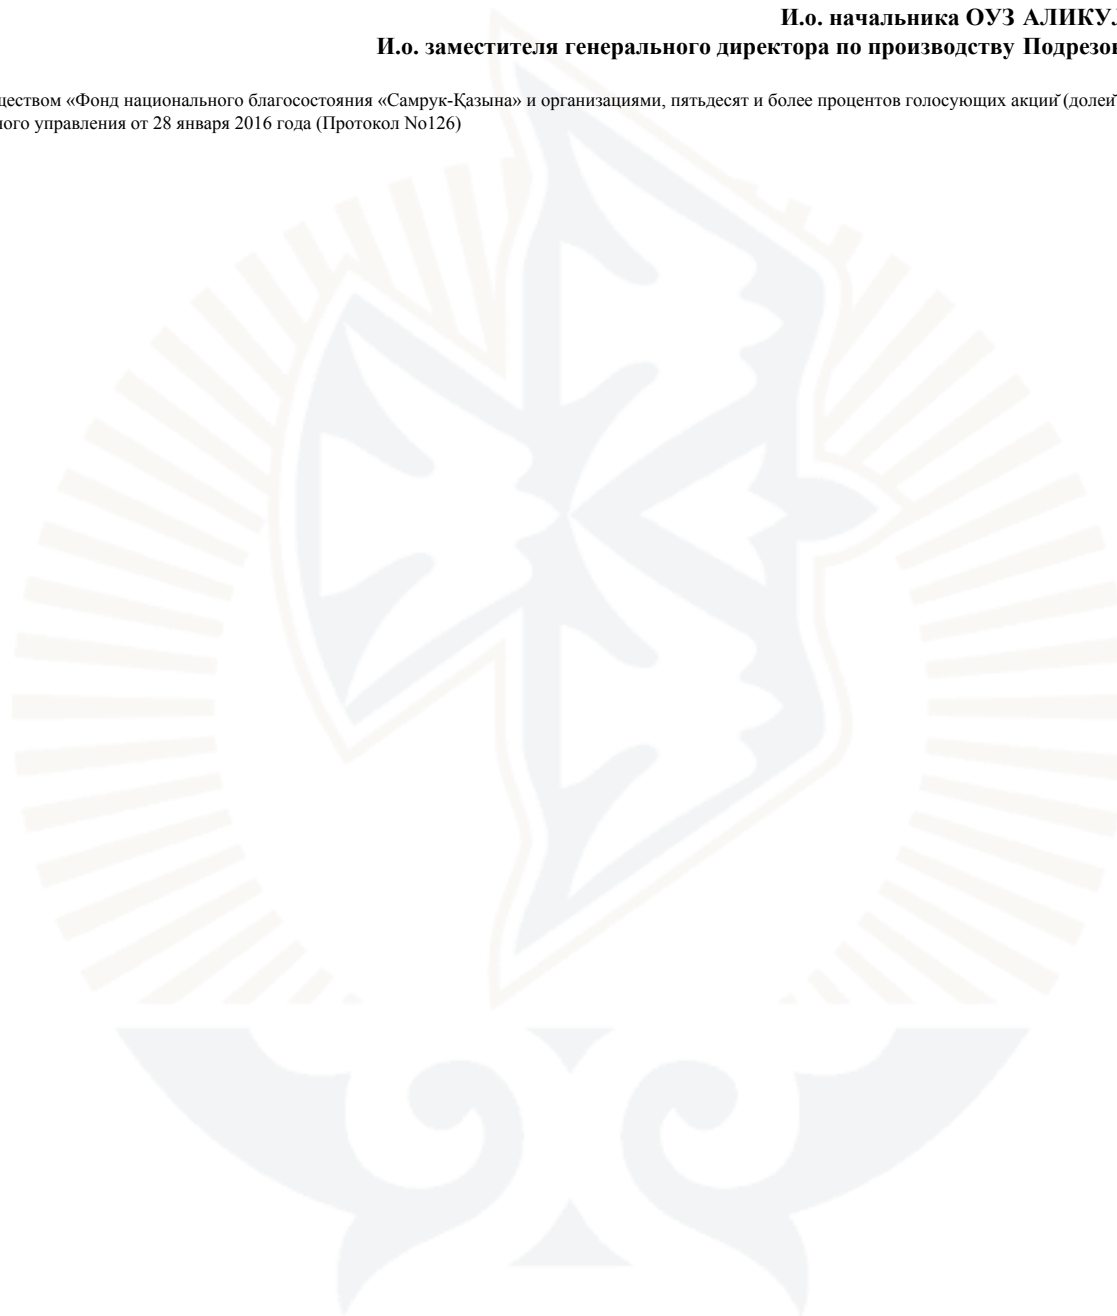 И.о. начальника ОУЗ АЛИКУ
И.о. заместителя генерального директора по производству Подрезо
ществом «Фонд национального благосостояния «Самрук-Қазына» и организациями, пятьдесят и более процентов голосующих акций (долей
ного управления от 28 января 2016 года (Протокол No126)